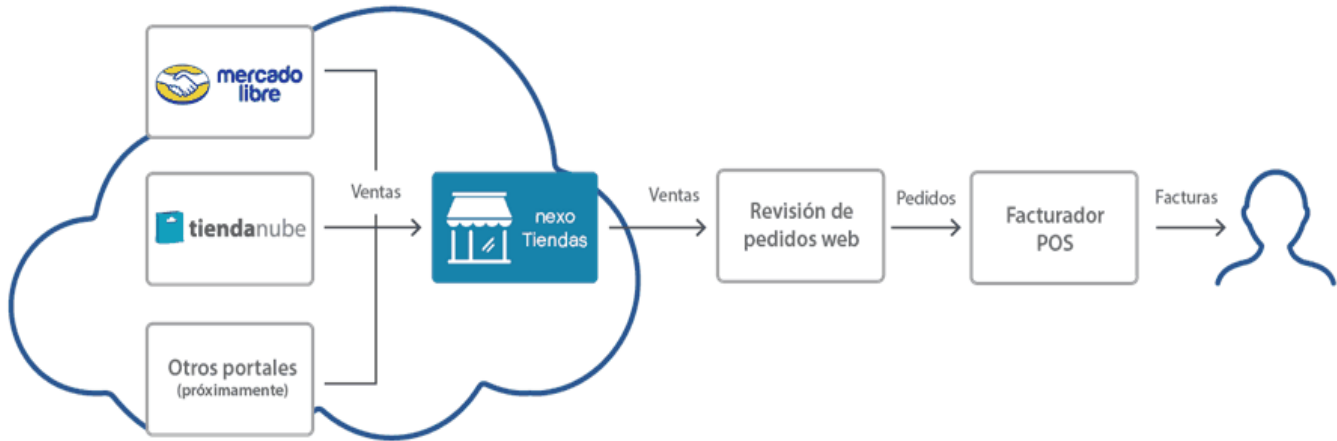 mercado
libre
tiendanube
Otros portales
(próximamente)
Ventas
nexo
Tiendas
Ventas
Revisión de
pedidos web
Pedidos
Facturador
POS
Facturas